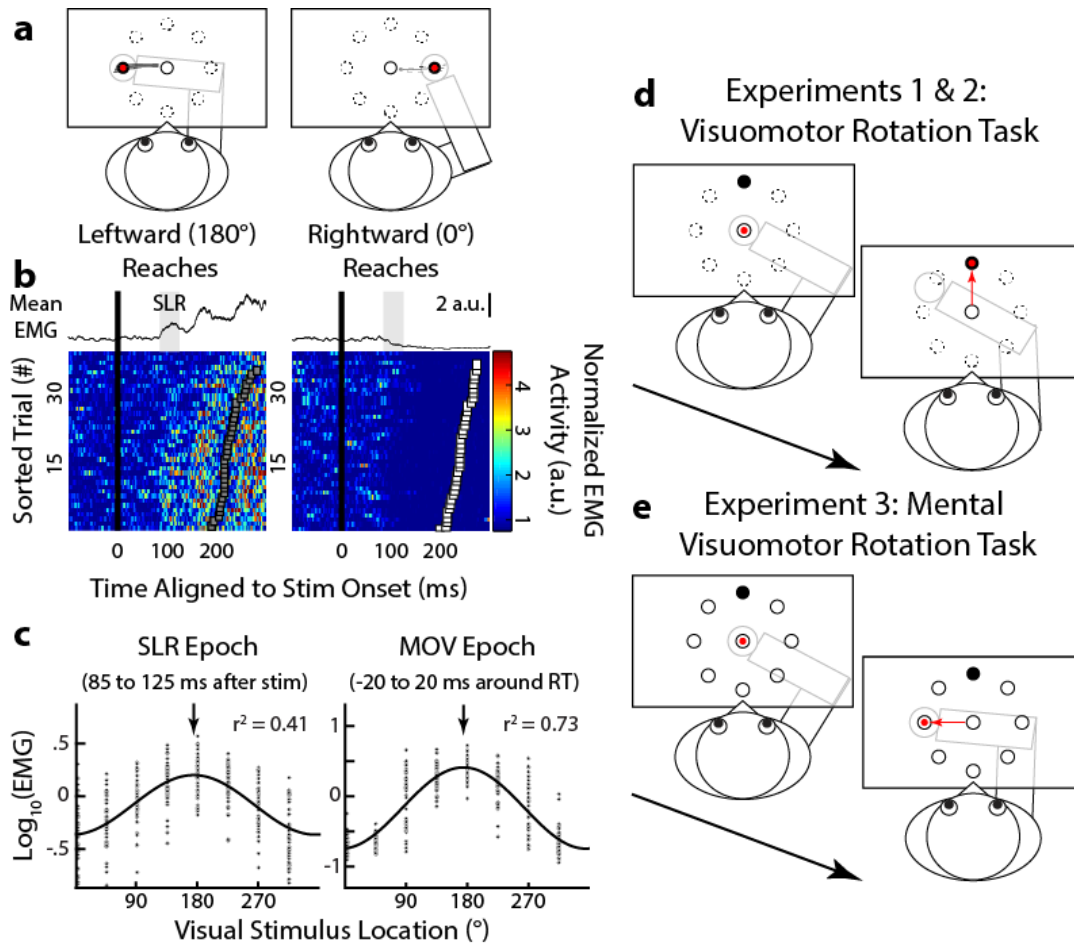 a
Leftward (180°)
Reaches
Rightward (0°)
Reaches
b
Mean
EMG
SLR
2 a.u.
Sorted Trial (#)
30
15
30
15
0
100
200
0
100
200
4
3
2
1
Normalized EMG
Activity (a.u.)
Time Aligned to Stim Onset (ms)
c
SLR Epoch
(85 to 125 ms after stim)
r² = 0.41
MOV Epoch
(-20 to 20 ms around RT)
r² = 0.73
Log₁₀(EMG)
.5
0
-.5
1
0
-1
90
180
270
90
180
270
Visual Stimulus Location (°)
d
Experiments 1 & 2:
Visuomotor Rotation Task
e
Experiment 3: Mental
Visuomotor Rotation Task